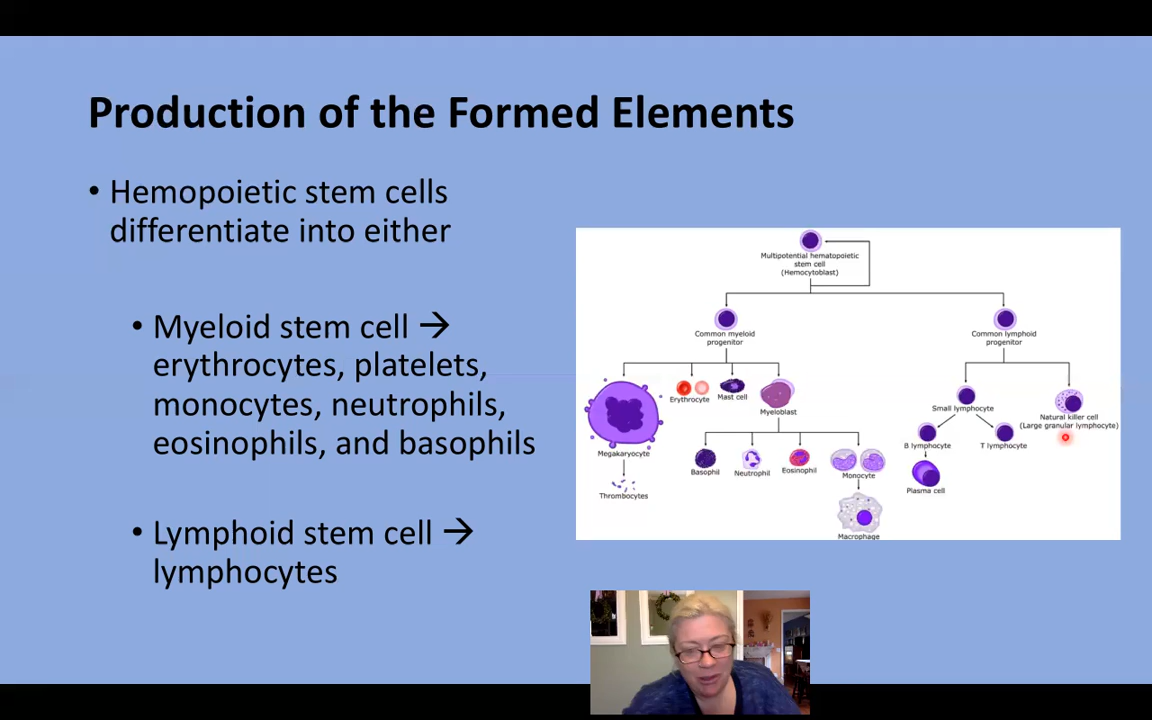 Production of the Formed Elements
• Hemopoietic stem cells
differentiate into either
• Myeloid stem cell →
erythrocytes, platelets,
monocytes, neutrophils,
eosinophils, and basophils
• Lymphoid stem cell →
lymphocytes
Multipotential hematopoietic
stem cell
(Hemocytoblast)
Common myeloid
progenitor
Common lymphoid
progenitor
Erythrocyte
Mast cell
Myeloblast
Small lymphocyte
Natural killer cell
(Large granular lymphocyte)
B lymphocyte
T lymphocyte
Megakaryocyte
Basophil
Neutrophil
Eosinophil
Monocyte
Plasma cell
Thrombocytes
Macrophage